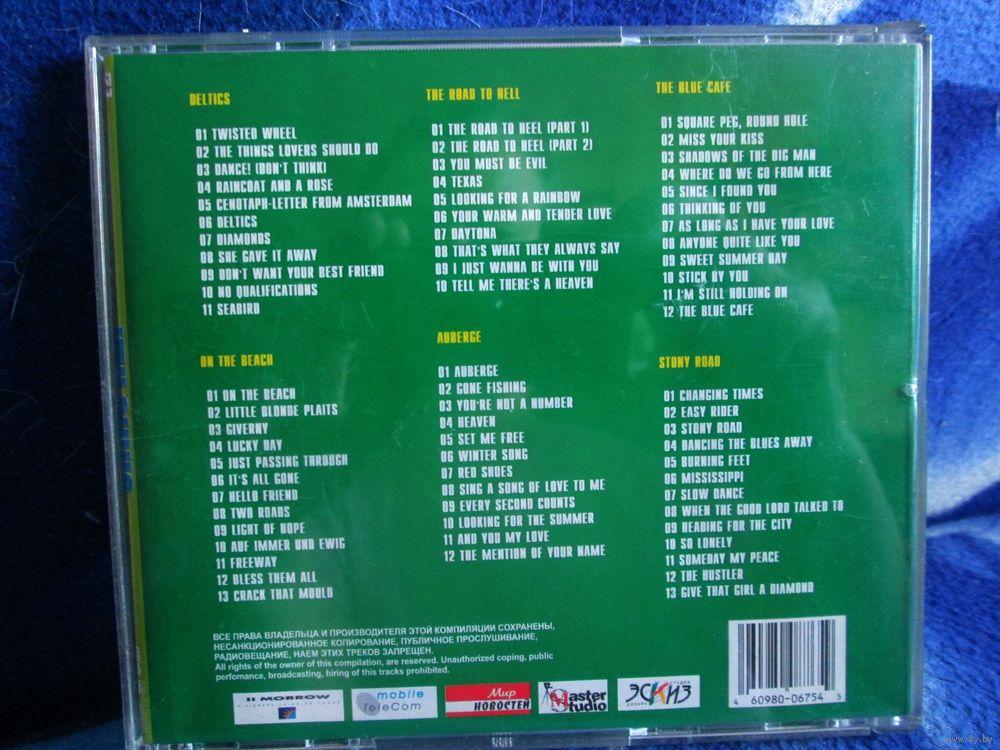 DELTICS
01 TWISTED WHEEL
02 THE THINGS LOVERS SHOULD DO
03 DANCE! (DON'T THINK)
04 RAINCOAT AND A ROSE
05 CENOTAPH-LETTER FROM AMSTERDAM
06 DELTICS
07 DIAMONDS
08 SHE GAVE IT AWAY
09 DON'T WANT YOUR BEST FRIEND
10 NO QUALIFICATIONS
11 SEABIRD
THE ROAD TO HELL
01 THE ROAD TO HEEL (PART 1)
02 THE ROAD TO HEEL (PART 2)
03 YOU MUST BE EVIL
04 TEXAS
05 LOOKING FOR A RAINBOW
06 YOUR WARM AND TENDER LOVE
07 DAYTONA
08 THAT'S WHAT THEY ALWAYS SAY
09 I JUST WANNA BE WITH YOU
10 TELL ME THERE'S A HEAVEN
THE BLUE CAFE
01 SQUARE PEG, ROUND HOLE
02 MISS YOUR KISS
03 SHADOWS OF THE BIG MAN
04 WHERE DO WE GO FROM HERE
05 SINCE I FOUND YOU
06 THINKING OF YOU
07 AS LONG AS I HAVE YOUR LOVE
08 ANYONE QUITE LIKE YOU
09 SWEET SUMMER DAY
10 STICK BY YOU
11 I'M STILL HOLDING ON
12 THE BLUE CAFE
ON THE BEACH
01 ON THE BEACH
02 LITTLE BLONDE PLAITS
03 GIVERNY
04 LUCKY DAY
05 JUST PASSING THROUGH
06 IT'S ALL GONE
07 HELLO FRIEND
08 TWO ROADS
09 LIGHT OF HOPE
10 AUF IMMER UND EWIG
11 FREEWAY
12 BLESS THEM ALL
13 CRACK THAT MOULD
AUBERGE
01 AUBERGE
02 GONE FISHING
03 YOU'RE NOT A NUMBER
04 HEAVEN
05 SET ME FREE
06 WINTER SONG
07 RED SHOES
08 SING A SONG OF LOVE TO ME
09 EVERY SECOND COUNTS
10 LOOKING FOR THE SUMMER
11 AND YOU MY LOVE
12 THE MENTION OF YOUR NAME
STONY ROAD
01 CHANGING TIMES
02 EASY RIDER
03 STONY ROAD
04 DANCING THE BLUES AWAY
05 BURNING FEET
06 MISSISSIPPI
07 SLOW DANCE
08 WHEN THE GOOD LORD TALKED TO
09 HEADING FOR THE CITY
10 SO LONELY
11 SOMEDAY MY PEACE
12 THE HUSTLER
13 GIVE THAT GIRL A DIAMOND
ВСЕ ПРАВА ВЛАДЕЛЬЦА И ПРОИЗВОДИТЕЛЯ ЭТОЙ КОМПИЛЯЦИИ СОХРАНЕНЫ,
НЕСАНКЦИОНИРОВАННОЕ КОПИРОВАНИЕ, ПУБЛИЧНОЕ ПРОСЛУШИВАНИЕ,
РАДИОВЕЩАНИЕ, НАЕМ ЭТИХ ТРЕКОВ ЗАПРЕЩЕН.
All rights of the owner of this compilation, are reserved. Unauthorized coping, public
perfomance, broadcasting, hiring of this tracks prohibited.
II MORROW
mobile
TeleCom
Мир
НОВОСТЕЙ
Master
Studio
СТУДИЯ
ЭСКИЗ
ДИЗАЙНА
4 60980-06754 5
www.ay.by